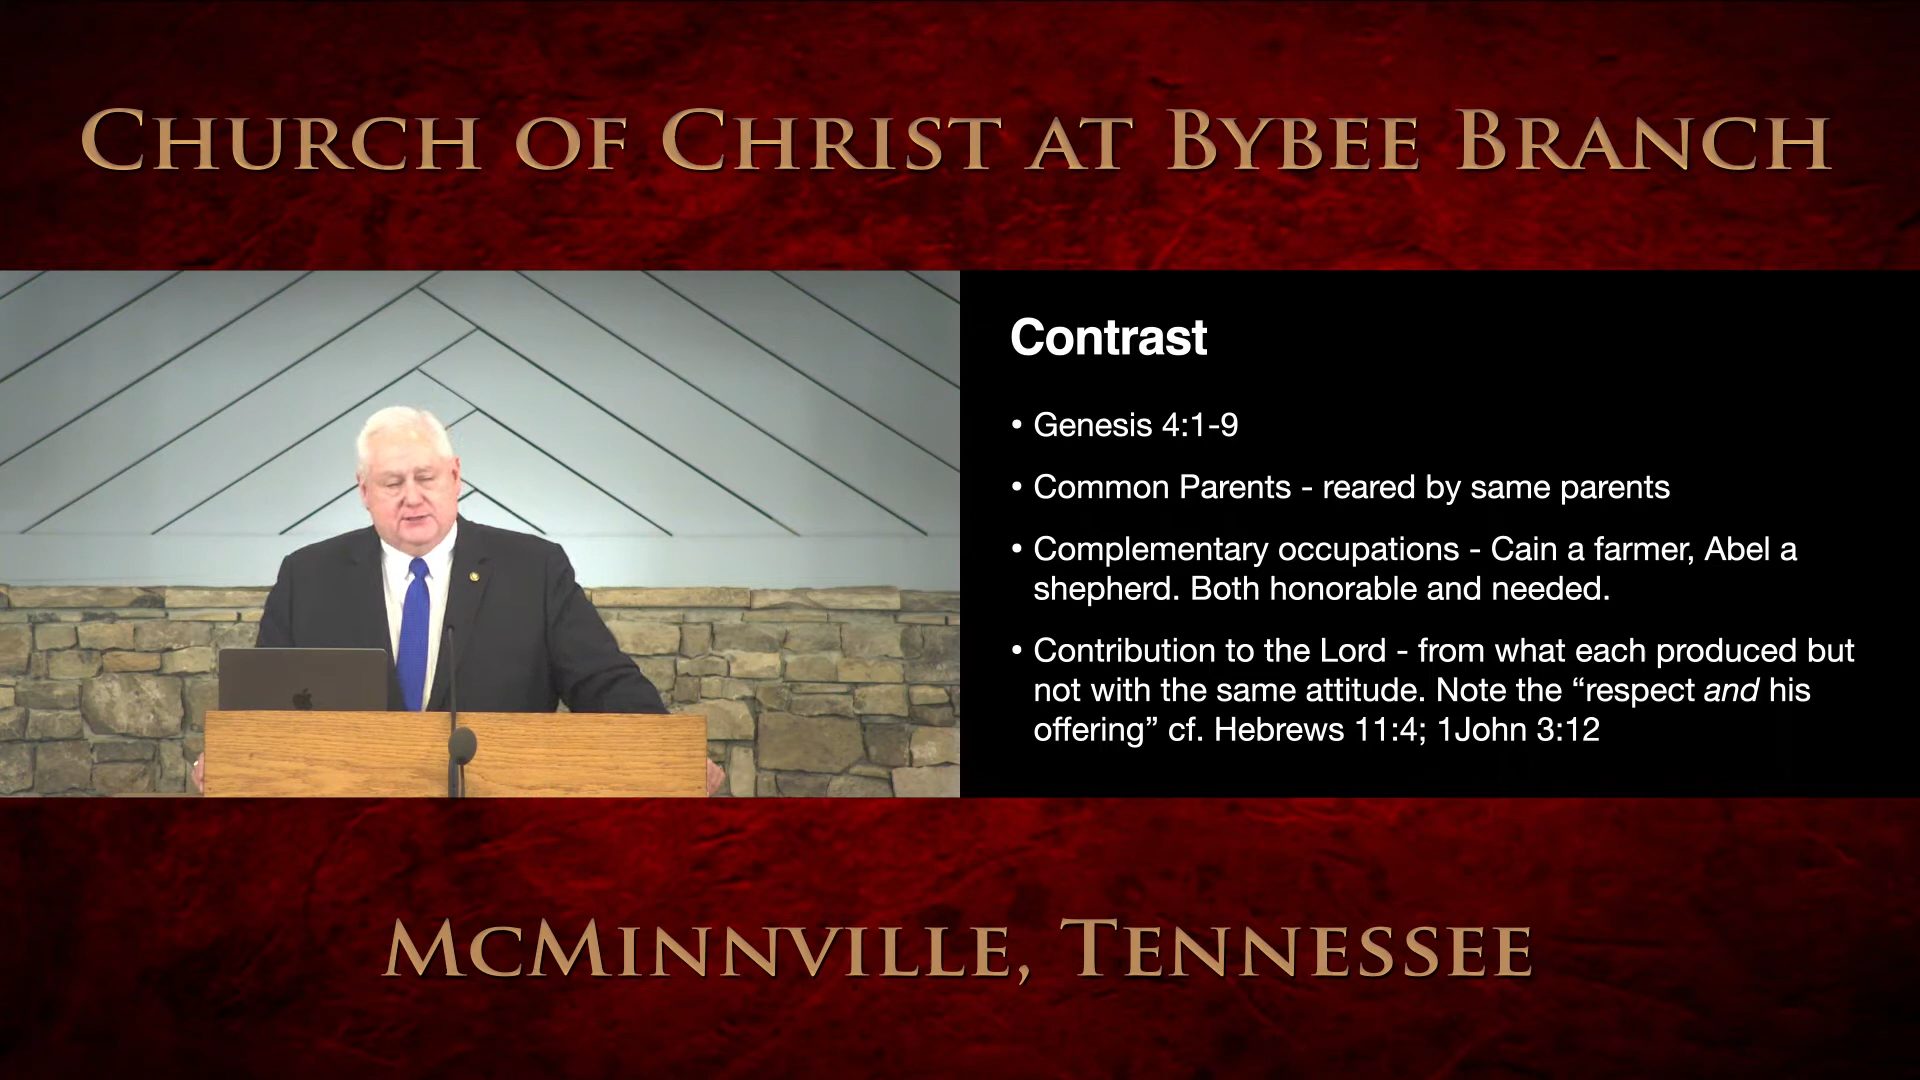 Church of Christ at Bybee Branch
Contrast
• Genesis 4:1-9
• Common Parents - reared by same parents
• Complementary occupations - Cain a farmer, Abel a
shepherd. Both honorable and needed.
• Contribution to the Lord - from what each produced but
not with the same attitude. Note the “respect and his
offering” cf. Hebrews 11:4; 1John 3:12
McMinnville, Tennessee